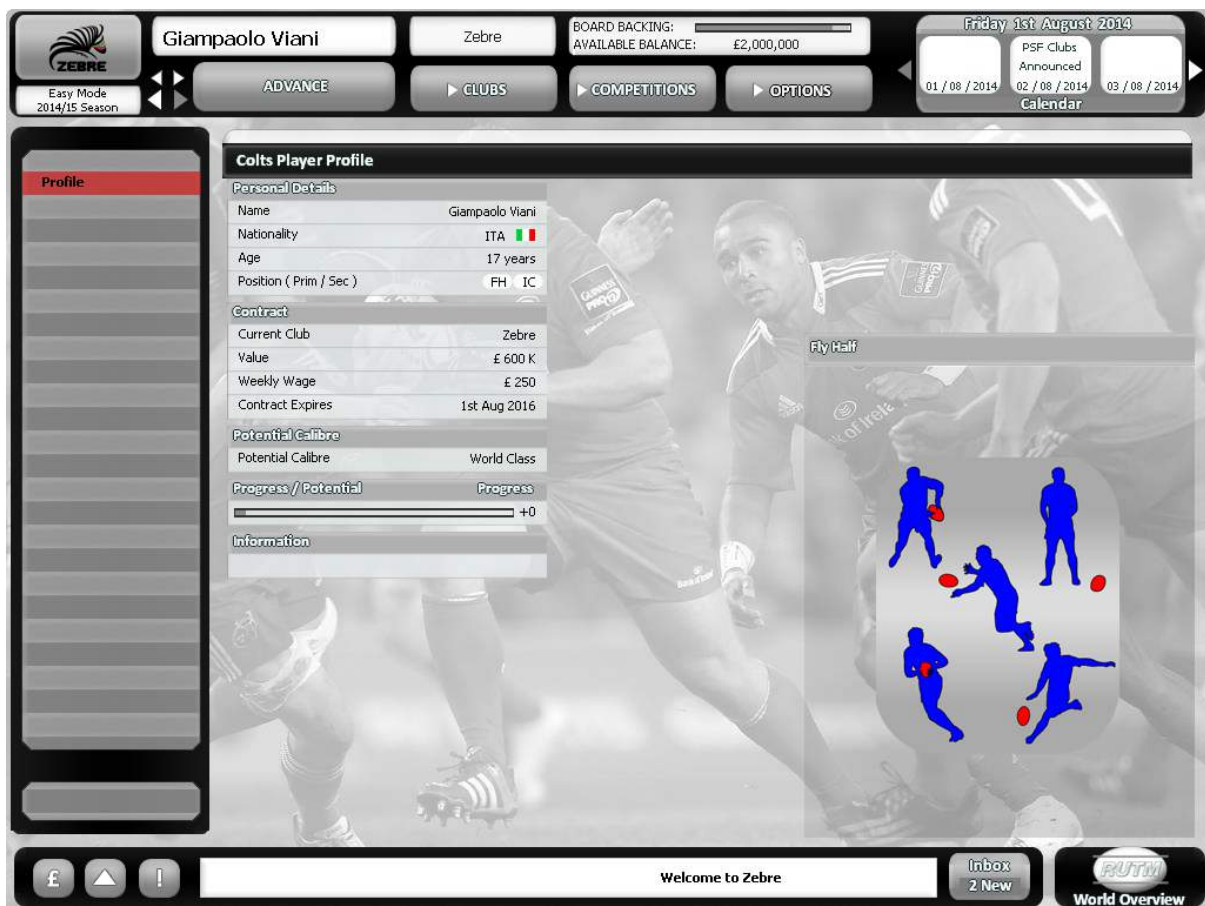 ZEBRE
Easy Mode
2014/15 Season
Giampaolo Viani
Zebre
BOARD BACKING:
AVAILABLE BALANCE: £2,000,000
ADVANCE
CLUBS
COMPETITIONS
OPTIONS
Friday 1st August 2014
PSF Clubs
Announced
01 / 08 / 2014 02 / 08 / 2014 03 / 08 / 2014
Calendar
Profile
Colts Player Profile
Personal Details
Name Giampaolo Viani
Nationality ITA
Age 17 years
Position ( Prim / Sec ) FH IC
Contract
Current Club Zebre
Value £ 600 K
Weekly Wage £ 250
Contract Expires 1st Aug 2016
Potential Calibre
Potential Calibre World Class
Progress / Potential Progress
+0
Information
Fly Half
GUINNESS
PRO12
k of Irela
£
!
Welcome to Zebre
Inbox
2 New
RUTM
World Overview